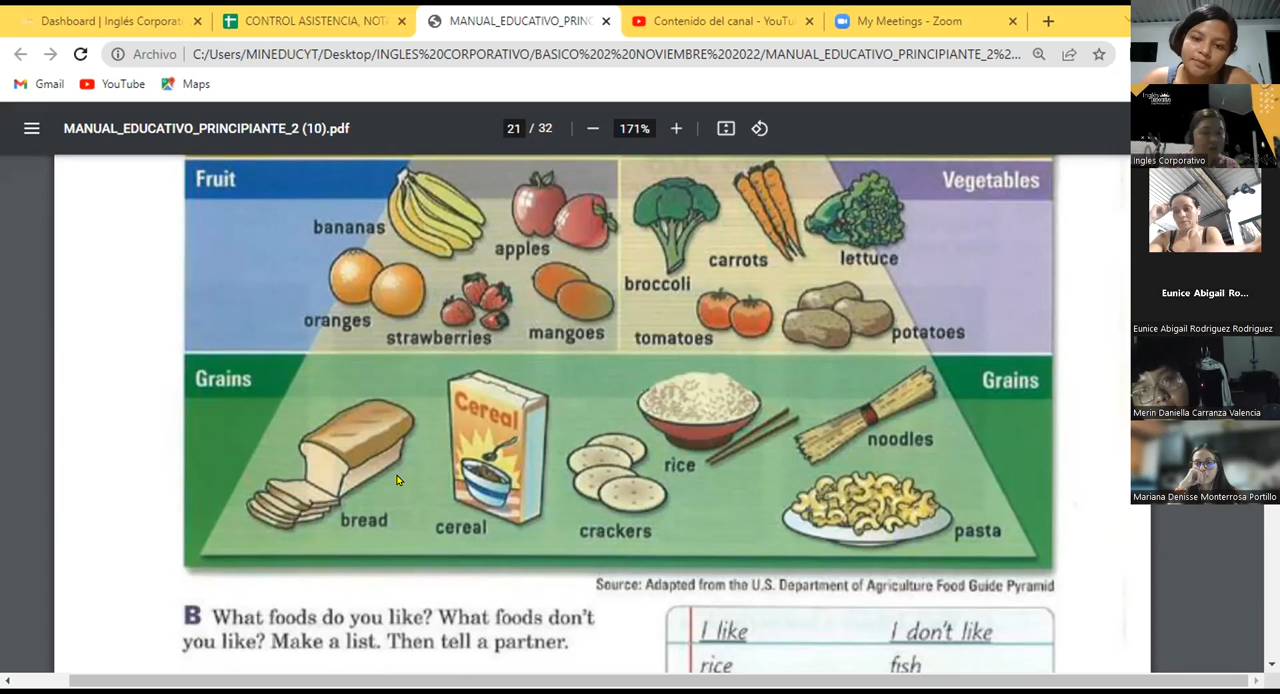 Dashboard | Inglés Corporati
CONTROL ASISTENCIA, NOT
MANUAL_EDUCATIVO_PRINC
Contenido del canal - YouTu
My Meetings - Zoom
Archivo
C:/Users/MINEDUCYT/Desktop/INGLES%20CORPORATIVO/BASICO%202%20NOVIEMBRE%202022/MANUAL_EDUCATIVO_PRINCIPIANTE_2%2...
Gmail
YouTube
Maps
MANUAL_EDUCATIVO_PRINCIPIANTE_2 (10).pdf
21 / 32
171%
Fruit
Vegetables
bananas
apples
broccoli
carrots
lettuce
oranges
strawberries
mangoes
tomatoes
potatoes
Grains
Grains
Cereal
bread
cereal
crackers
rice
noodles
pasta
Source: Adapted from the U.S. Department of Agriculture Food Guide Pyramid
B What foods do you like? What foods don't
you like? Make a list. Then tell a partner.
I like
I don't like
rice
fish
Ingles Corporativo
Eunice Abigail Ro...
Eunice Abigail Rodriguez Rodriguez
Merin Daniella Carranza Valencia
Mariana Denisse Monterrosa Portillo